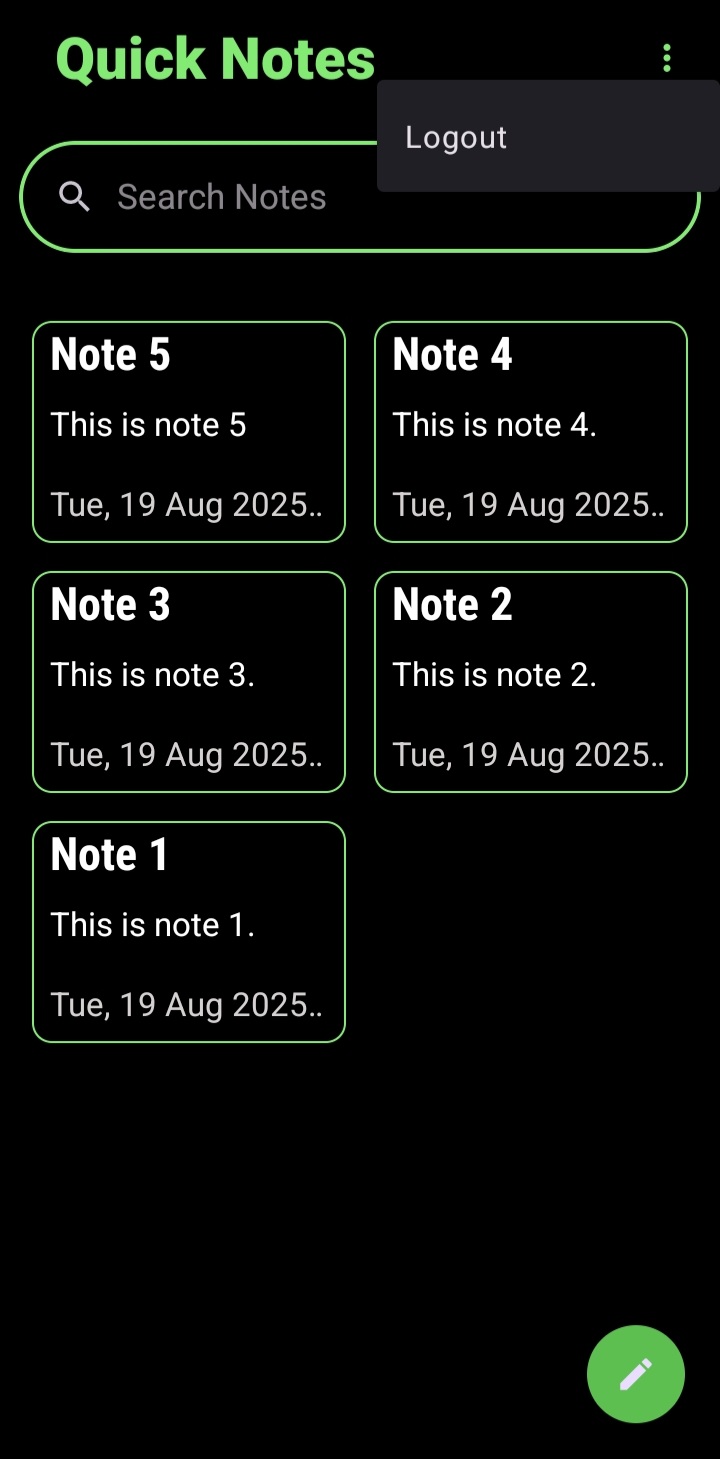 Quick Notes
Logout
Search Notes
Note 5
This is note 5
Tue, 19 Aug 2025..
Note 4
This is note 4.
Tue, 19 Aug 2025..
Note 3
This is note 3.
Tue, 19 Aug 2025..
Note 2
This is note 2.
Tue, 19 Aug 2025..
Note 1
This is note 1.
Tue, 19 Aug 2025..